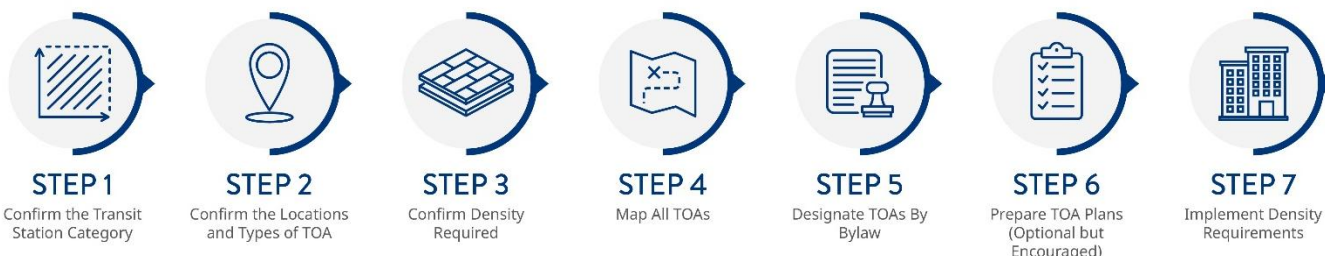 STEP 1
Confirm the Transit
Station Category
STEP 2
Confirm the Locations
and Types of TOA
STEP 3
Confirm Density
Required
STEP 4
Map All TOAs
STEP 5
Designate TOAs By
Bylaw
STEP 6
Prepare TOA Plans
(Optional but
Encouraged)
STEP 7
Implement Density
Requirements